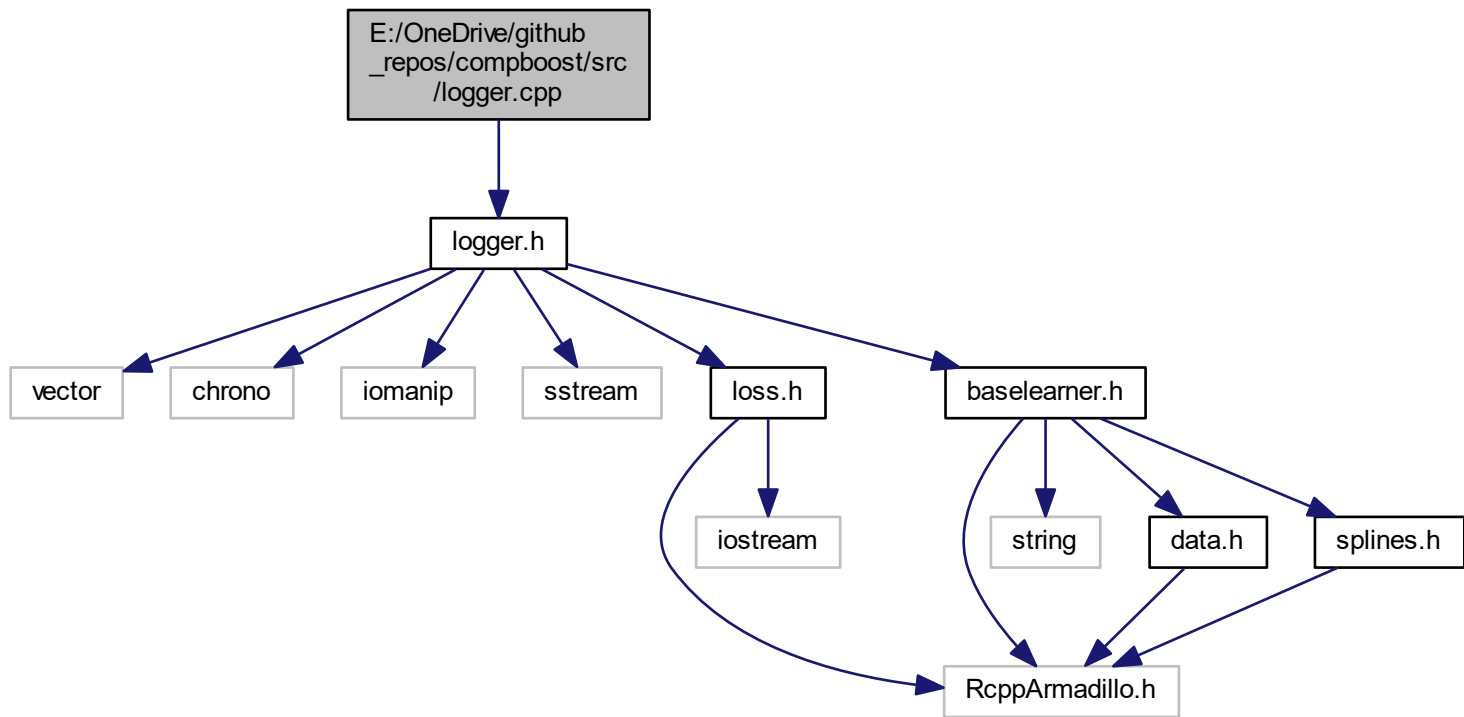 E:/OneDrive/github
_repos/compboost/src
/logger.cpp
logger.h
vector
chrono
iomanip
sstream
loss.h
baselearner.h
iostream
string
data.h
splines.h
RcppArmadillo.h